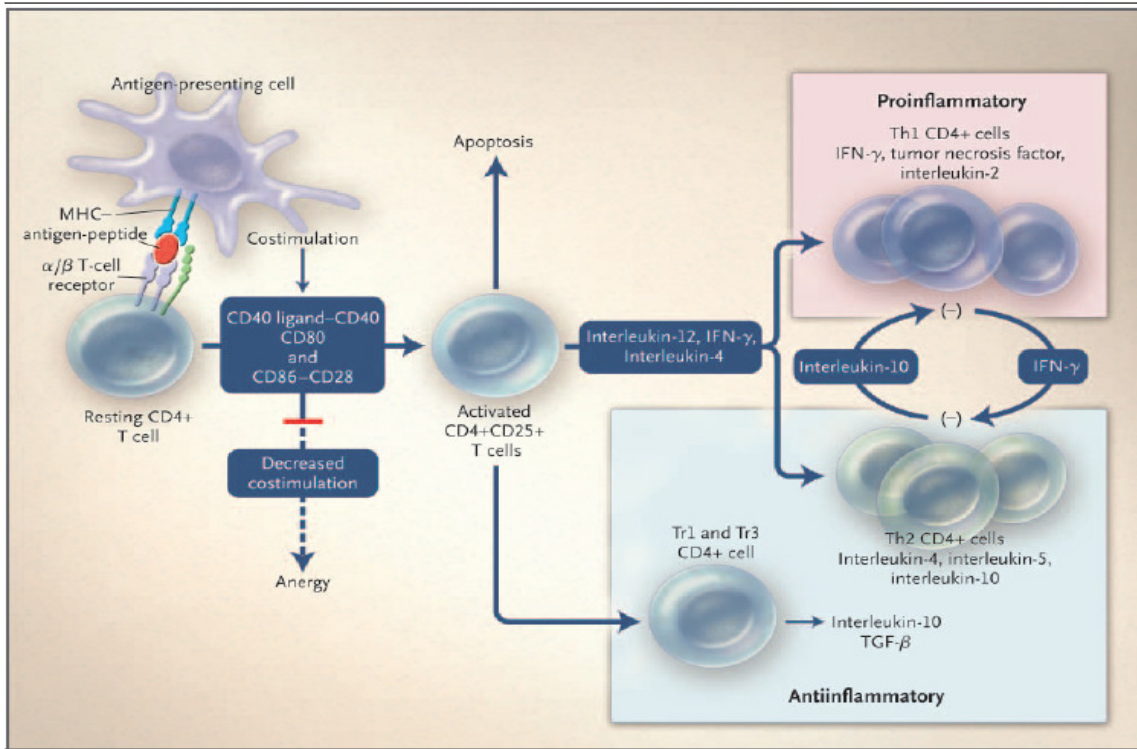 Antigen-presenting cell
MHC–
antigen-peptide
α/β T-cell
receptor
Resting CD4+
T cell
Costimulation
CD40 ligand–CD40
CD80
and
CD86–CD28
Decreased
costimulation
Anergy
Apoptosis
Activated
CD4+CD25+
T cells
Interleukin-12, IFN-γ,
Interleukin-4
Proinflammatory
Th1 CD4+ cells
IFN-γ, tumor necrosis factor,
interleukin-2
(–)
Interleukin-10
IFN-γ
(–)
Th2 CD4+ cells
Interleukin-4, interleukin-5,
interleukin-10
Tr1 and Tr3
CD4+ cell
Interleukin-10
TGF-β
Antiinflammatory